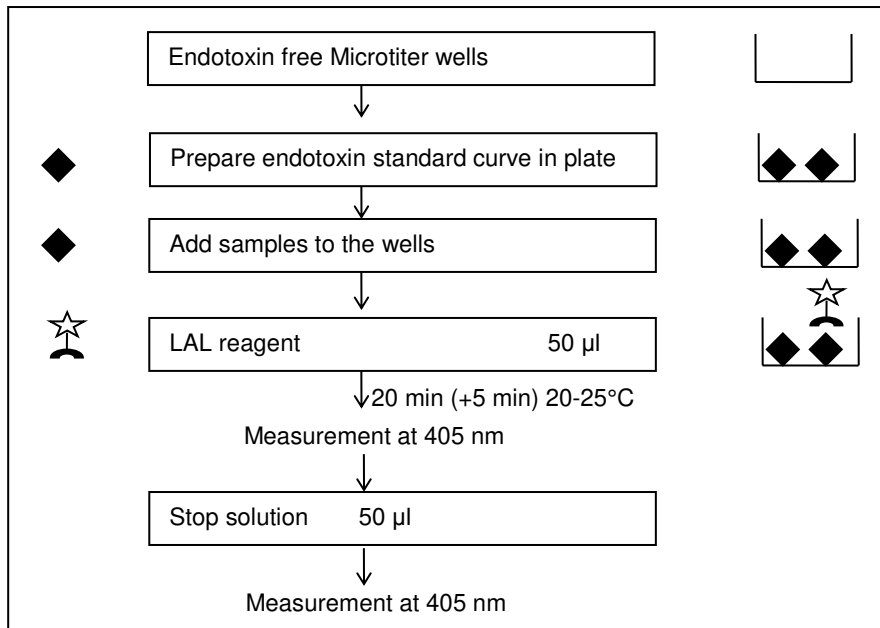 Endotoxin free Microtiter wells
Prepare endotoxin standard curve in plate
Add samples to the wells
LAL reagent 50 µl
20 min (+5 min) 20-25°C
Measurement at 405 nm
Stop solution 50 µl
Measurement at 405 nm